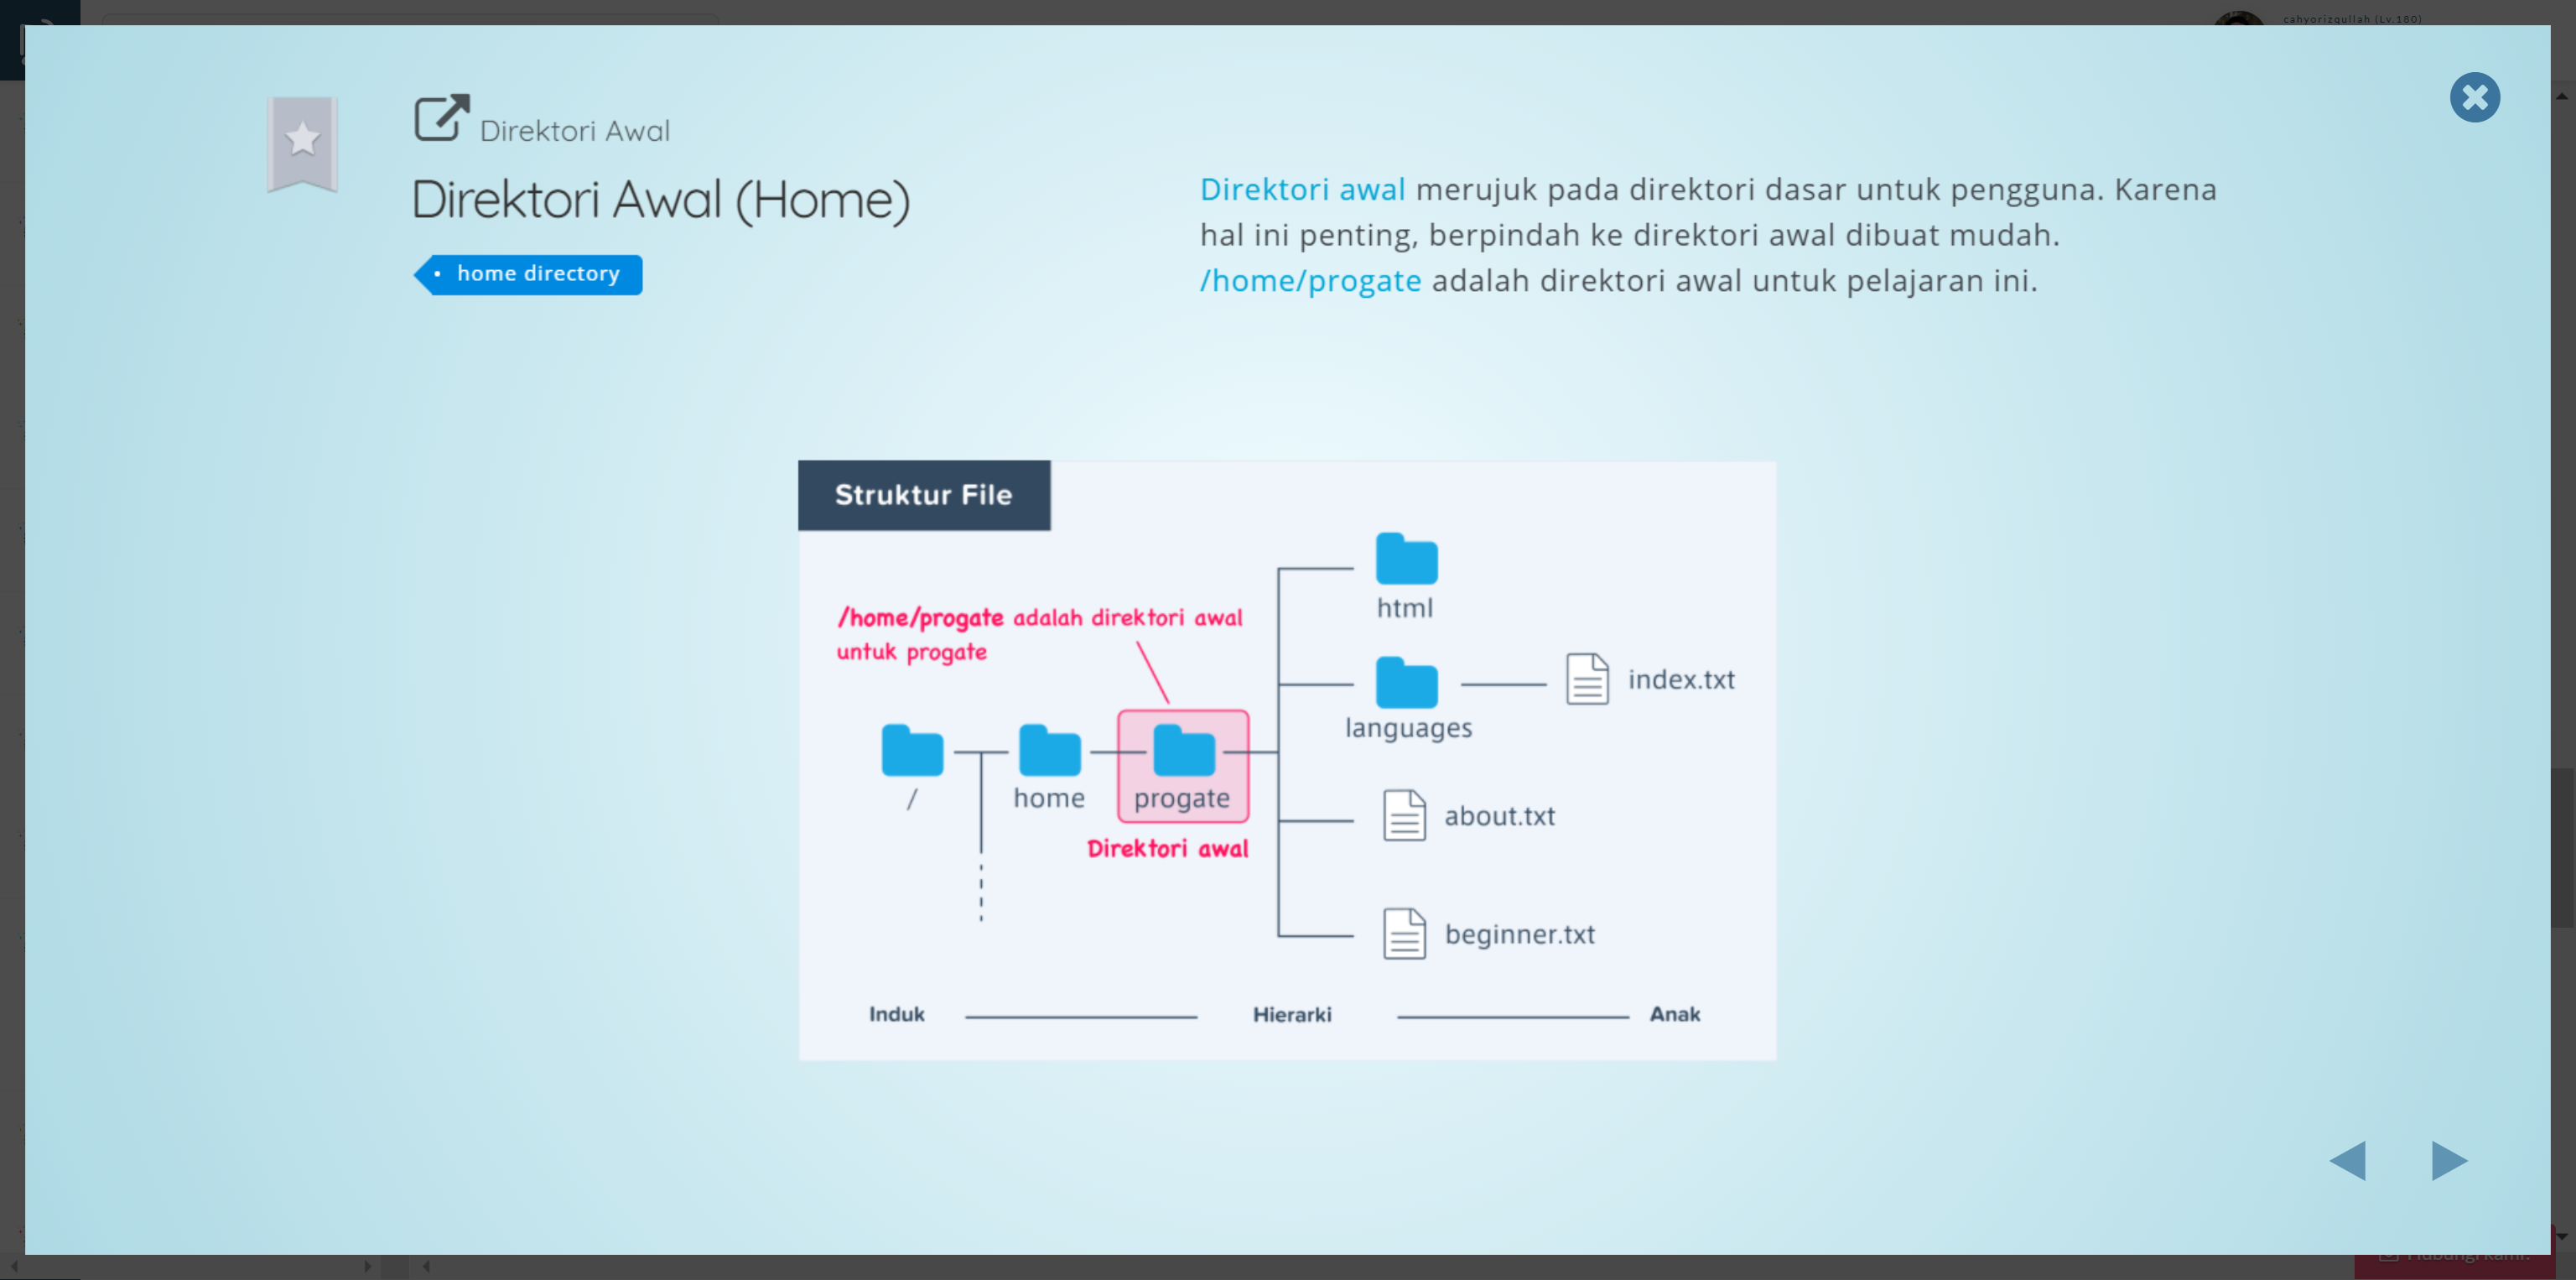 cahyorizqullah (Lv.180)
Direktori Awal
Direktori Awal (Home)
• home directory
Direktori awal merujuk pada direktori dasar untuk pengguna. Karena
hal ini penting, berpindah ke direktori awal dibuat mudah.
/home/progate adalah direktori awal untuk pelajaran ini.
Struktur File
/home/progate adalah direktori awal
untuk progate
html
index.txt
languages
/
home
progate
about.txt
Direktori awal
beginner.txt
Induk
Hierarki
Anak